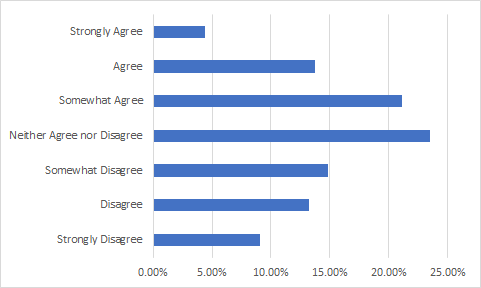 Strongly Agree
Agree
Somewhat Agree
Neither Agree nor Disagree
Somewhat Disagree
Disagree
Strongly Disagree
0.00% 5.00% 10.00% 15.00% 20.00% 25.00%